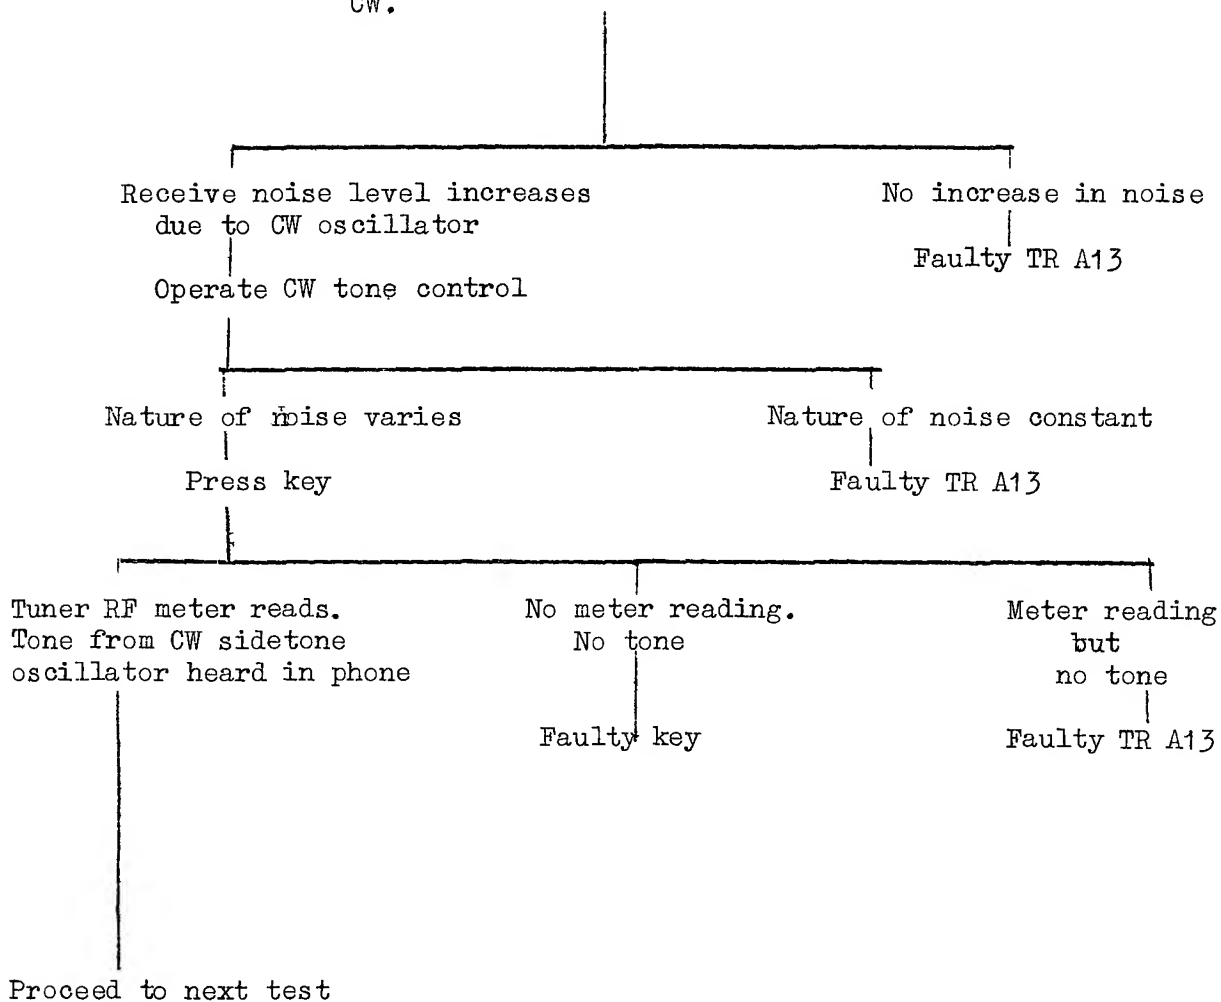 CW.
Receive noise level increases
due to CW oscillator
No increase in noise
Faulty TR A13
Operate CW tone control
Nature of noise varies
Nature of noise constant
Press key
Faulty TR A13
Tuner RF meter reads.
Tone from CW sidetone
oscillator heard in phone
No meter reading.
No tone
Meter reading
but
no tone
Faulty key
Faulty TR A13
Proceed to next test